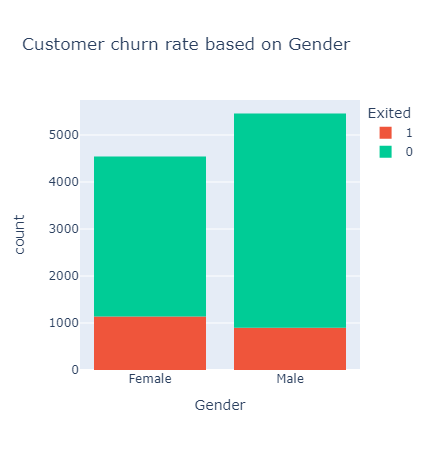 Customer churn rate based on Gender
Exited
1
0
5000
4000
3000
2000
1000
0
count
Female
Male
Gender